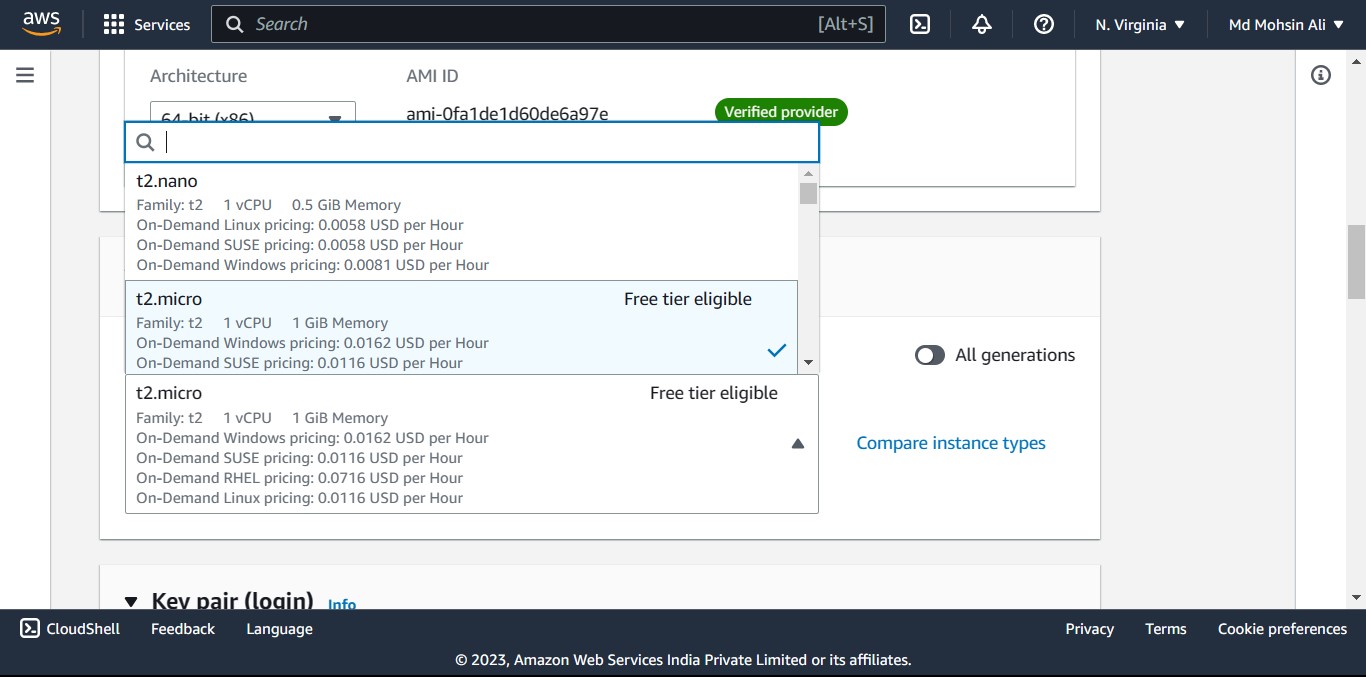 aws Services Search [Alt+S] N. Virginia Md Mohsin Ali
Architecture AMI ID
64-bit (x86) ami-0fa1de1d60de6a97e Verified provider
t2.nano
Family: t2 1 vCPU 0.5 GiB Memory
On-Demand Linux pricing: 0.0058 USD per Hour
On-Demand SUSE pricing: 0.0058 USD per Hour
On-Demand Windows pricing: 0.0081 USD per Hour
t2.micro Free tier eligible
Family: t2 1 vCPU 1 GiB Memory
On-Demand Windows pricing: 0.0162 USD per Hour
On-Demand SUSE pricing: 0.0116 USD per Hour
All generations
t2.micro Free tier eligible
Family: t2 1 vCPU 1 GiB Memory
On-Demand Windows pricing: 0.0162 USD per Hour
On-Demand SUSE pricing: 0.0116 USD per Hour
On-Demand RHEL pricing: 0.0716 USD per Hour
On-Demand Linux pricing: 0.0116 USD per Hour
Compare instance types
Key pair (login) Info
CloudShell Feedback Language Privacy Terms Cookie preferences
© 2023, Amazon Web Services India Private Limited or its affiliates.